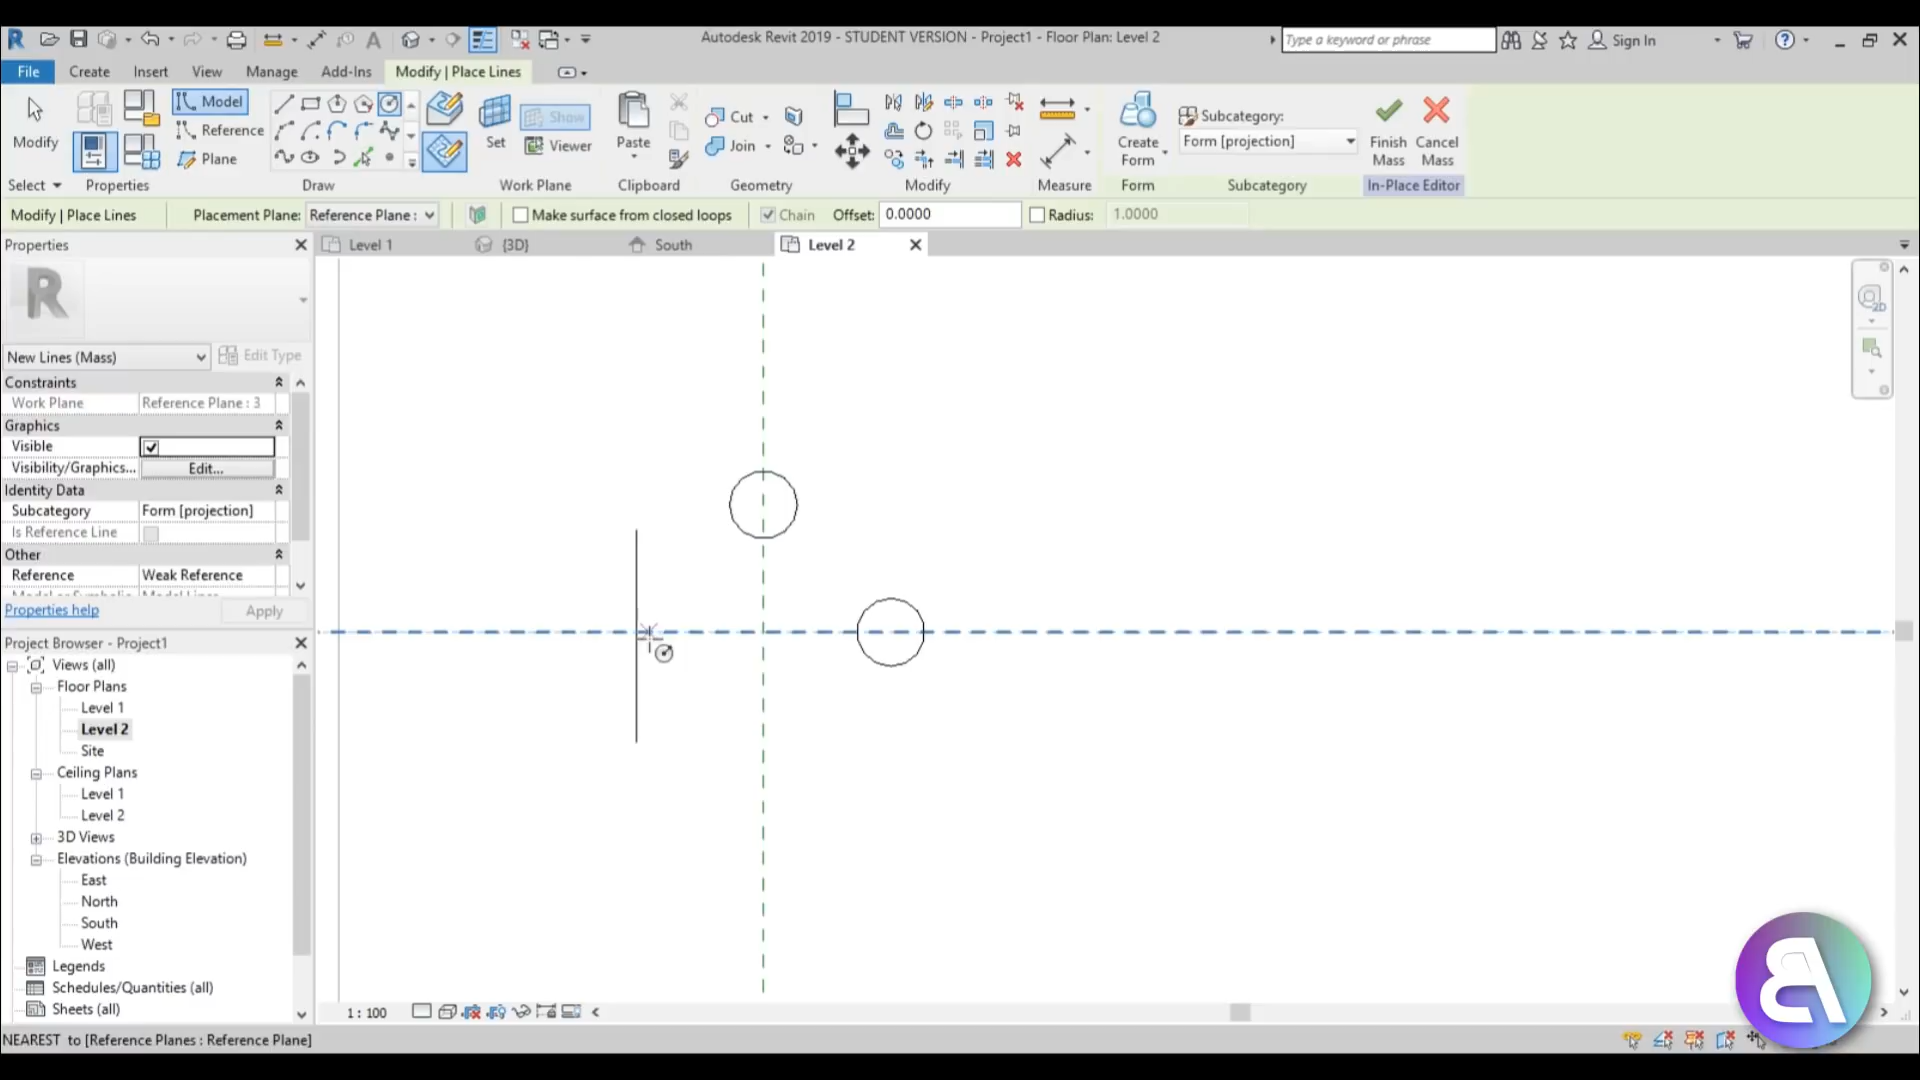 Autodesk Revit 2019 - STUDENT VERSION - Project1 - Floor Plan: Level 2
Type a keyword or phrase
Sign In
File
Create
Insert
View
Manage
Add-Ins
Modify | Place Lines
Modify
Model
Reference
Plane
Set
Show
Viewer
Paste
Cut
Join
Create
Form
Subcategory:
Form [projection]
Finish
Mass
Cancel
Mass
Select
Properties
Draw
Work Plane
Clipboard
Geometry
Modify
Measure
Form
Subcategory
In-Place Editor
Modify | Place Lines
Placement Plane:
Reference Plane :
Make surface from closed loops
Chain
Offset:
0.0000
Radius:
1.0000
Properties
Level 1
{3D}
South
Level 2
R
2D
New Lines (Mass)
Edit Type
Constraints
Work Plane
Reference Plane : 3
Graphics
Visible
Visibility/Graphics...
Edit...
Identity Data
Subcategory
Form [projection]
Is Reference Line
Other
Reference
Weak Reference
Properties help
Apply
Project Browser - Project1
Views (all)
Floor Plans
Level 1
Level 2
Site
Ceiling Plans
Level 1
Level 2
3D Views
Elevations (Building Elevation)
East
North
South
West
Legends
Schedules/Quantities (all)
Sheets (all)
1 : 100
NEAREST to [Reference Planes : Reference Plane]